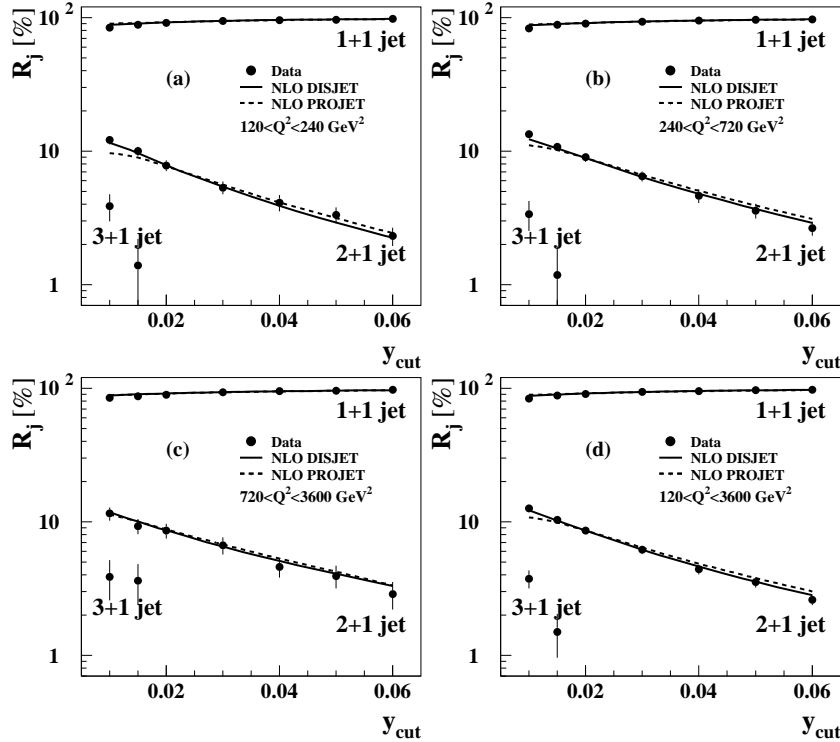 R_j [%]
10^2
10
1
1+1 jet
(a)
Data
NLO DISJET
NLO PROJET
120<Q^2<240 GeV^2
3+1 jet
2+1 jet
0.02 0.04 0.06
y_cut
R_j [%]
10^2
10
1
1+1 jet
(b)
Data
NLO DISJET
NLO PROJET
240<Q^2<720 GeV^2
3+1 jet
2+1 jet
0.02 0.04 0.06
y_cut
R_j [%]
10^2
10
1
1+1 jet
(c)
Data
NLO DISJET
NLO PROJET
720<Q^2<3600 GeV^2
3+1 jet
2+1 jet
0.02 0.04 0.06
y_cut
R_j [%]
10^2
10
1
1+1 jet
(d)
Data
NLO DISJET
NLO PROJET
120<Q^2<3600 GeV^2
3+1 jet
2+1 jet
0.02 0.04 0.06
y_cut